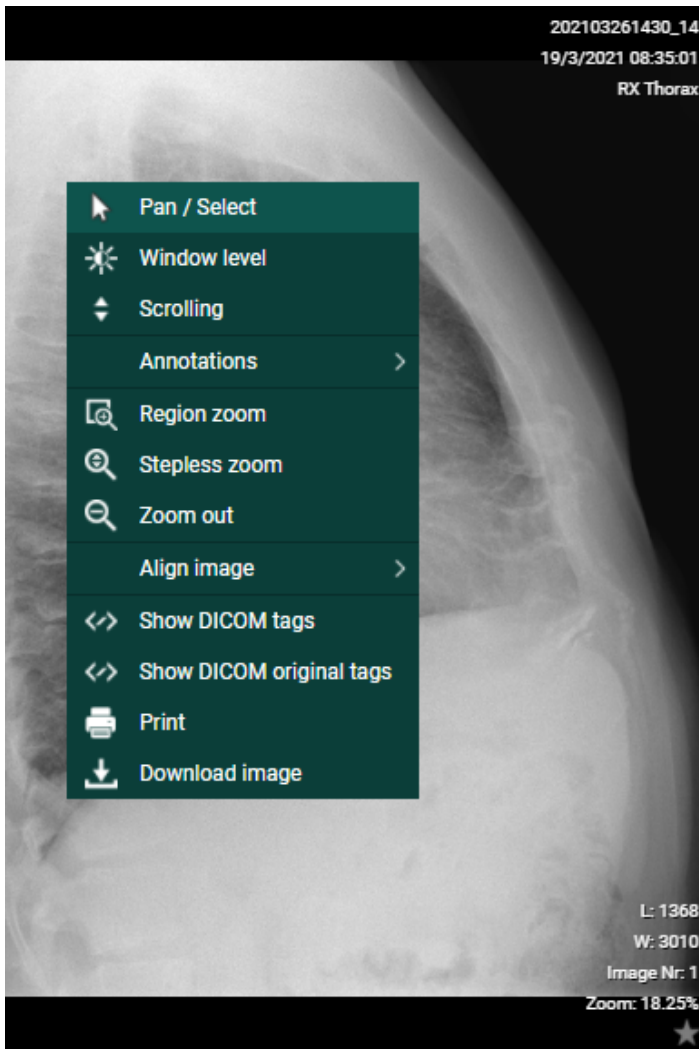 202103261430_14
19/3/2021 08:35:01
RX Thorax
Pan / Select
Window level
Scrolling
Annotations
Region zoom
Stepless zoom
Zoom out
Align image
Show DICOM tags
Show DICOM original tags
Print
Download image
L: 1368
W: 3010
Image Nr: 1
Zoom: 18.25%